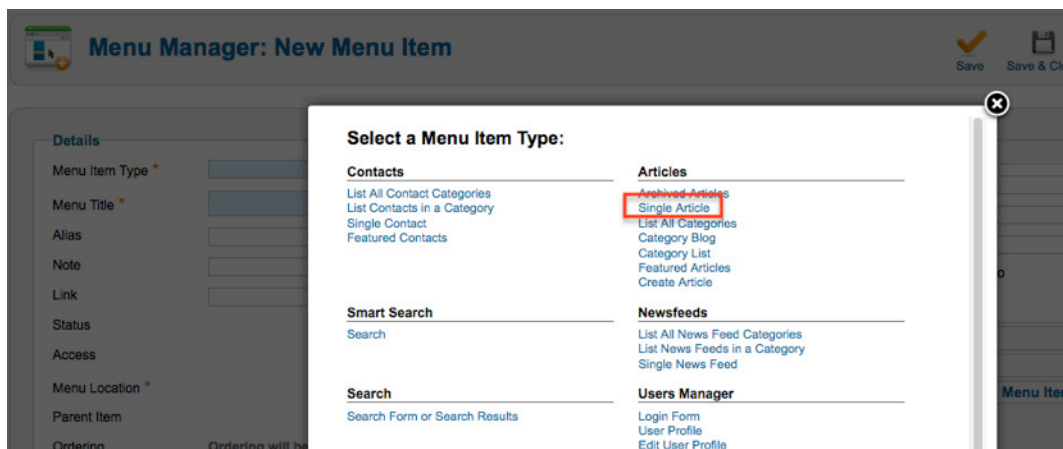 Menu Manager: New Menu Item
Save
Save & Cl
Details
Menu Item Type *
Menu Title *
Alias
Note
Link
Status
Access
Menu Location *
Parent Item
Ordering
Ordering will be
Select a Menu Item Type:
Contacts
List All Contact Categories
List Contacts in a Category
Single Contact
Featured Contacts
Articles
Archived Articles
Single Article
List All Categories
Category Blog
Category List
Featured Articles
Create Article
Smart Search
Search
Newsfeeds
List All News Feed Categories
List News Feeds in a Category
Single News Feed
Search
Search Form or Search Results
Users Manager
Login Form
User Profile
Edit User Profile
o
Menu Ite